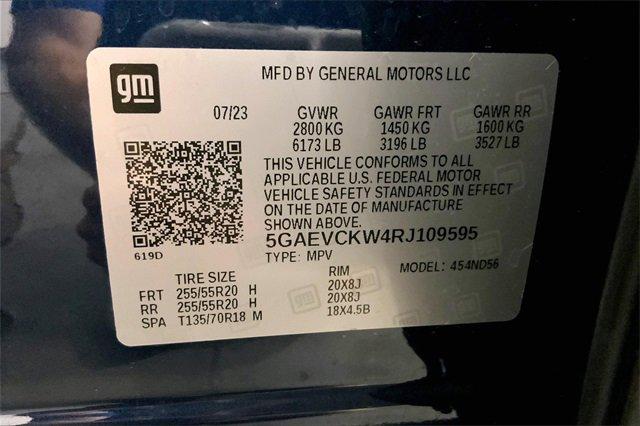 gm
MFD BY GENERAL MOTORS LLC
07/23 GVWR GAWR FRT GAWR RR
2800 KG 1450 KG 1600 KG
6173 LB 3196 LB 3527 LB
THIS VEHICLE CONFORMS TO ALL
APPLICABLE U.S. FEDERAL MOTOR
VEHICLE SAFETY STANDARDS IN EFFECT
ON THE DATE OF MANUFACTURE
SHOWN ABOVE.
5GAEVCKW4RJ109595
619D
TYPE: MPV MODEL: 454ND56
TIRE SIZE RIM
FRT 255/55R20 H 20X8J
RR 255/55R20 H 20X8J
SPA T135/70R18 M 18X4.5B